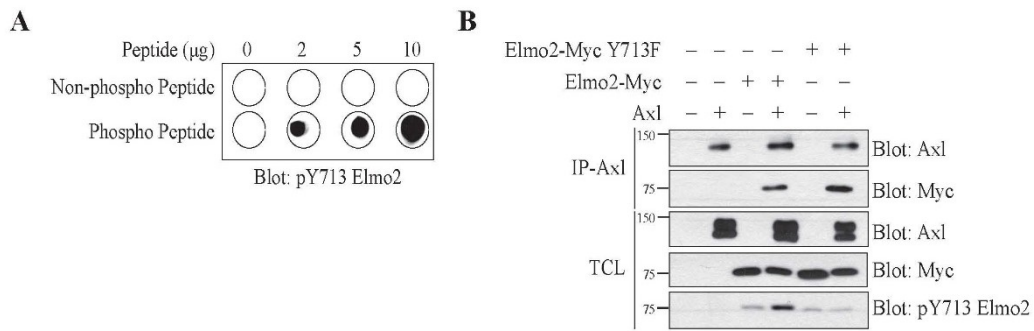 A
Peptide (µg) 0 2 5 10
Non-phospho Peptide
Phospho Peptide
Blot: pY713 Elmo2
B
Elmo2-Myc Y713F – – – – + +
Elmo2-Myc – – + + – –
Axl – + – + – +
IP-Axl
150
Blot: Axl
75
Blot: Myc
TCL
150
Blot: Axl
75
Blot: Myc
75
Blot: pY713 Elmo2